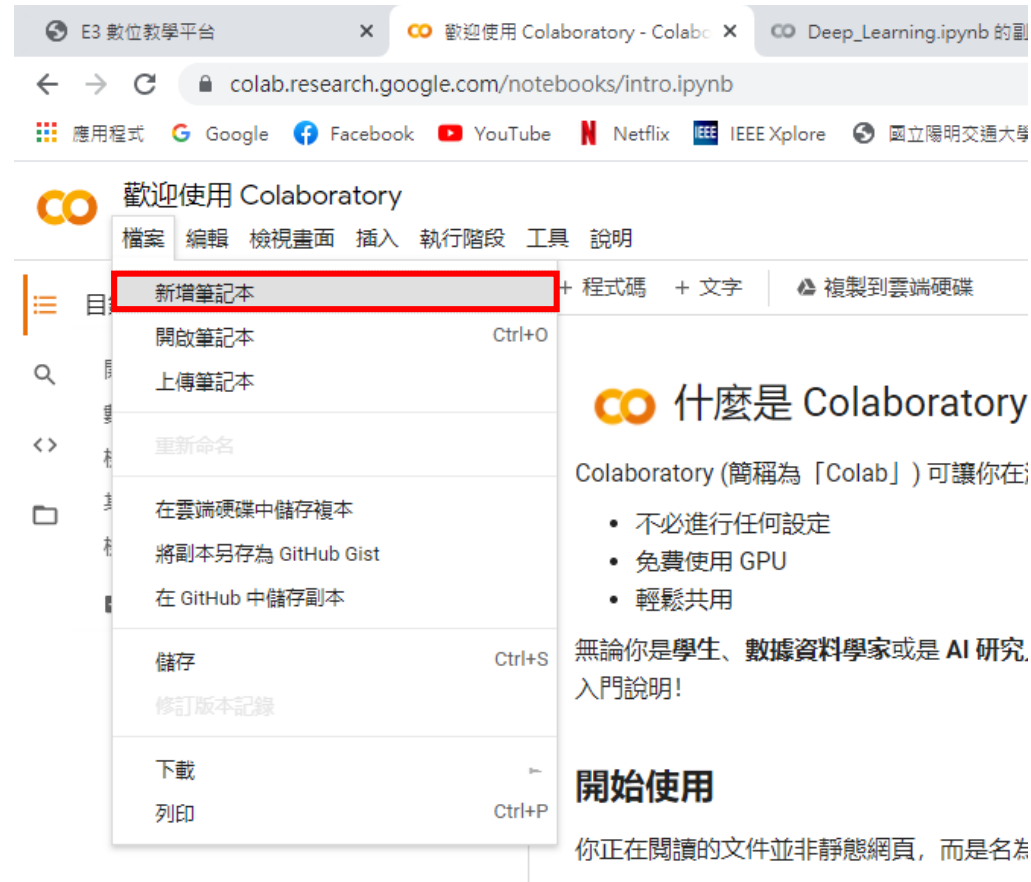 E3 數位教學平台
歡迎使用 Colaboratory - Colabo
Deep_Learning.ipynb 的副
colab.research.google.com/notebooks/intro.ipynb
應用程式 Google Facebook YouTube Netflix IEEE IEEE Xplore 國立陽明交通大學
歡迎使用 Colaboratory
檔案 編輯 檢視畫面 插入 執行階段 工具 說明
目
+ 程式碼 + 文字 複製到雲端硬碟
新增筆記本
開啟筆記本 Ctrl+O
上傳筆記本
重新命名
在雲端硬碟中儲存複本
將副本另存為 GitHub Gist
在 GitHub 中儲存副本
儲存 Ctrl+S
修訂版本記錄
下載
列印 Ctrl+P
什麼是 Colaboratory
Colaboratory (簡稱為「Colab」) 可讓你在
• 不必進行任何設定
• 免費使用 GPU
• 輕鬆共用
無論你是學生、數據資料學家或是 AI 研究
入門說明!
開始使用
你正在閱讀的文件並非靜態網頁，而是名為